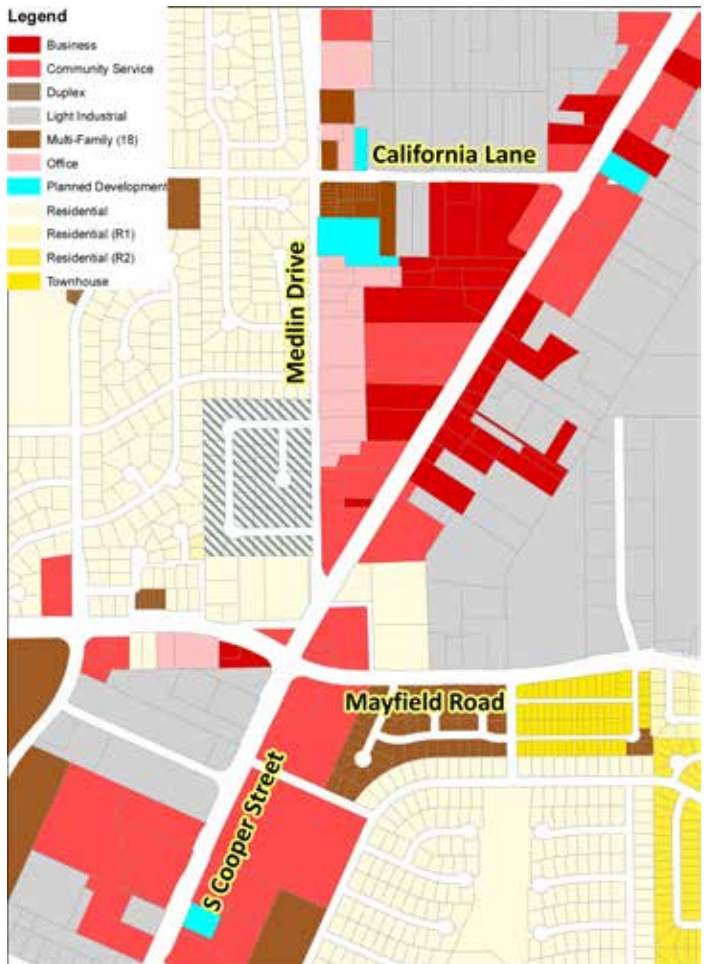 Legend
Business
Community Service
Duplex
Light Industrial
Multi-Family (18)
Office
Planned Development
Residential
Residential (R1)
Residential (R2)
Townhouse
California Lane
Medlin Drive
Mayfield Road
S Cooper Street